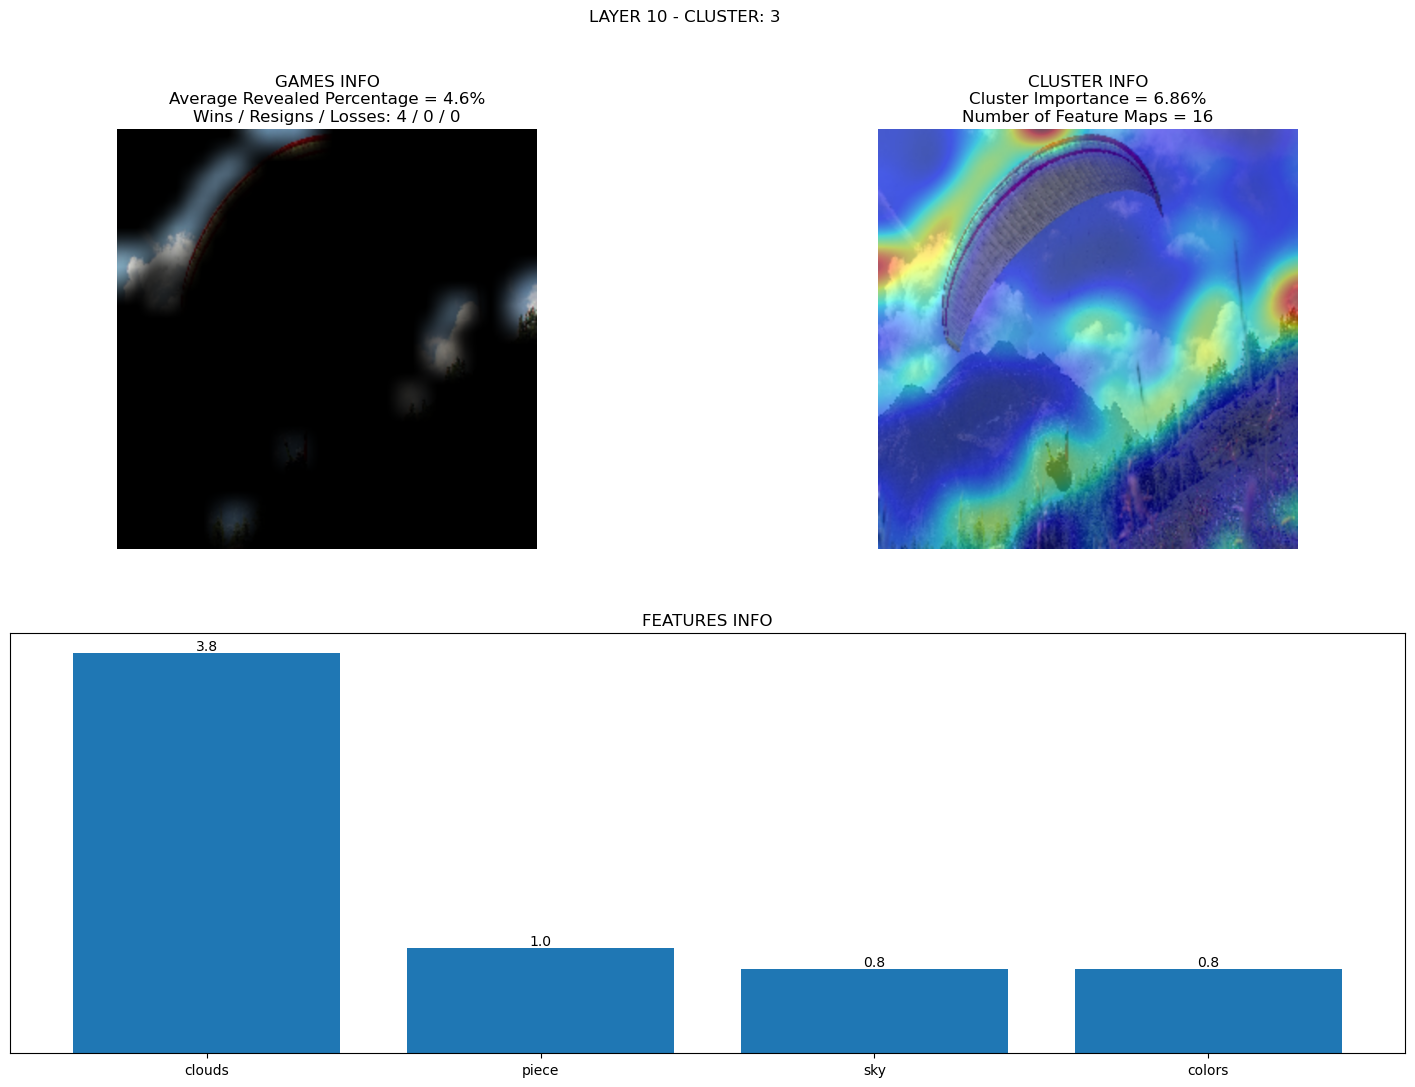 LAYER 10 - CLUSTER: 3
GAMES INFO
Average Revealed Percentage = 4.6%
Wins / Resigns / Losses: 4 / 0 / 0
CLUSTER INFO
Cluster Importance = 6.86%
Number of Feature Maps = 16
FEATURES INFO
3.8
1.0
0.8
0.8
clouds
piece
sky
colors